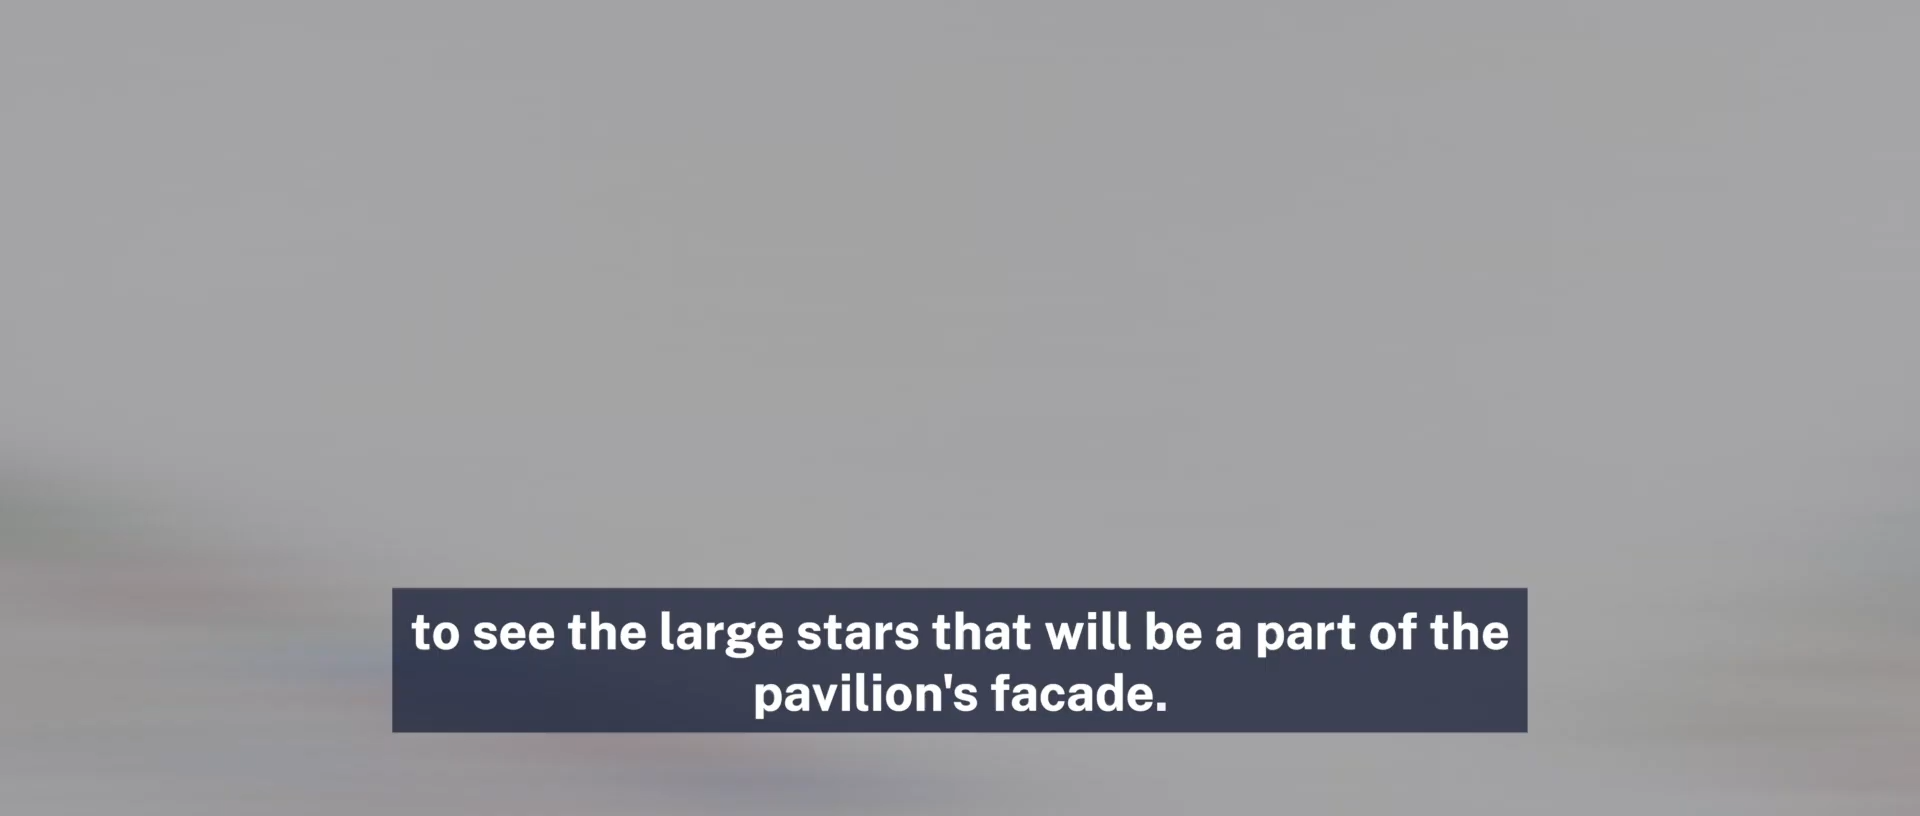 to see the large stars that will be a part of the
pavilion's facade.